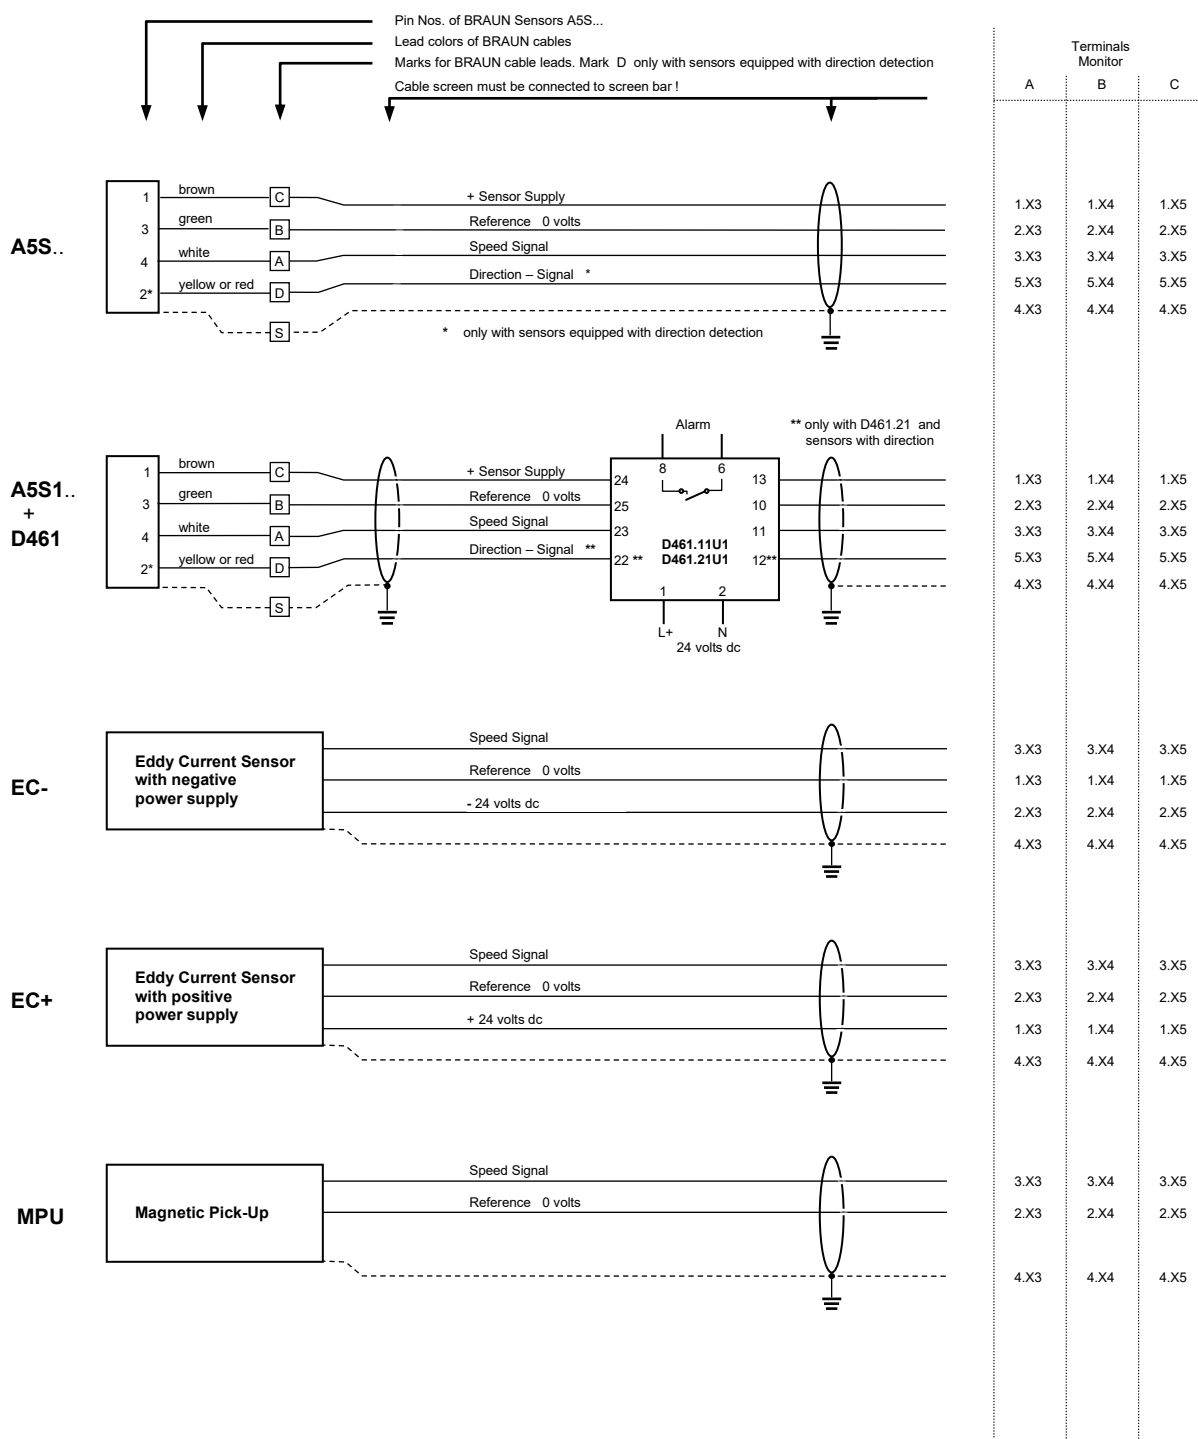 Pin Nos. of BRAUN Sensors A5S...
Lead colors of BRAUN cables
Marks for BRAUN cable leads. Mark D only with sensors equipped with direction detection
Cable screen must be connected to screen bar !
Terminals
Monitor
A B C
A5S..
1 brown C + Sensor Supply 1.X3 1.X4 1.X5
3 green B Reference 0 volts 2.X3 2.X4 2.X5
4 white A Speed Signal 3.X3 3.X4 3.X5
2* yellow or red D Direction – Signal * 5.X3 5.X4 5.X5
4.X3 4.X4 4.X5
S * only with sensors equipped with direction detection
Alarm ** only with D461.21 and
sensors with direction
A5S1..
+
D461
8 6
1 brown C + Sensor Supply 24 13 1.X3 1.X4 1.X5
3 green B Reference 0 volts 25 10 2.X3 2.X4 2.X5
4 white A Speed Signal 23 11 3.X3 3.X4 3.X5
D461.11U1
D461.21U1
2* yellow or red D Direction – Signal ** 22 ** 12** 5.X3 5.X4 5.X5
4.X3 4.X4 4.X5
S
1 2
L+ N
24 volts dc
EC-
Eddy Current Sensor
with negative
power supply
Speed Signal 3.X3 3.X4 3.X5
Reference 0 volts 1.X3 1.X4 1.X5
- 24 volts dc 2.X3 2.X4 2.X5
4.X3 4.X4 4.X5
EC+
Eddy Current Sensor
with positive
power supply
Speed Signal 3.X3 3.X4 3.X5
Reference 0 volts 2.X3 2.X4 2.X5
+ 24 volts dc 1.X3 1.X4 1.X5
4.X3 4.X4 4.X5
MPU
Magnetic Pick-Up
Speed Signal 3.X3 3.X4 3.X5
Reference 0 volts 2.X3 2.X4 2.X5
4.X3 4.X4 4.X5